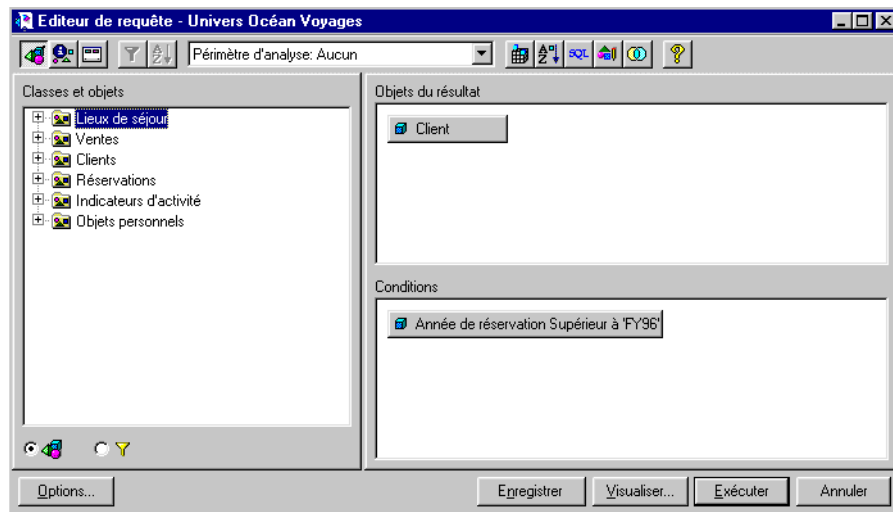 Editeur de requête - Univers Océan Voyages
Périmètre d'analyse: Aucun
SQL
Classes et objets
Lieux de séjour
Ventes
Clients
Réservations
Indicateurs d'activité
Objets personnels
Objets du résultat
Client
Conditions
Année de réservation Supérieur à 'FY96'
Options...
Enregistrer
Visualiser...
Exécuter
Annuler